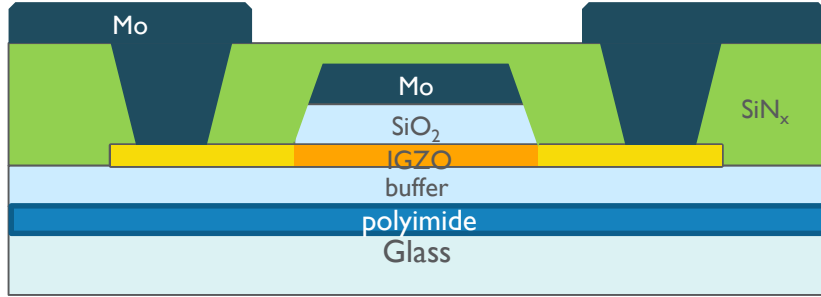 Mo
Mo
SiNₓ
SiO₂
IGZO
buffer
polyimide
Glass